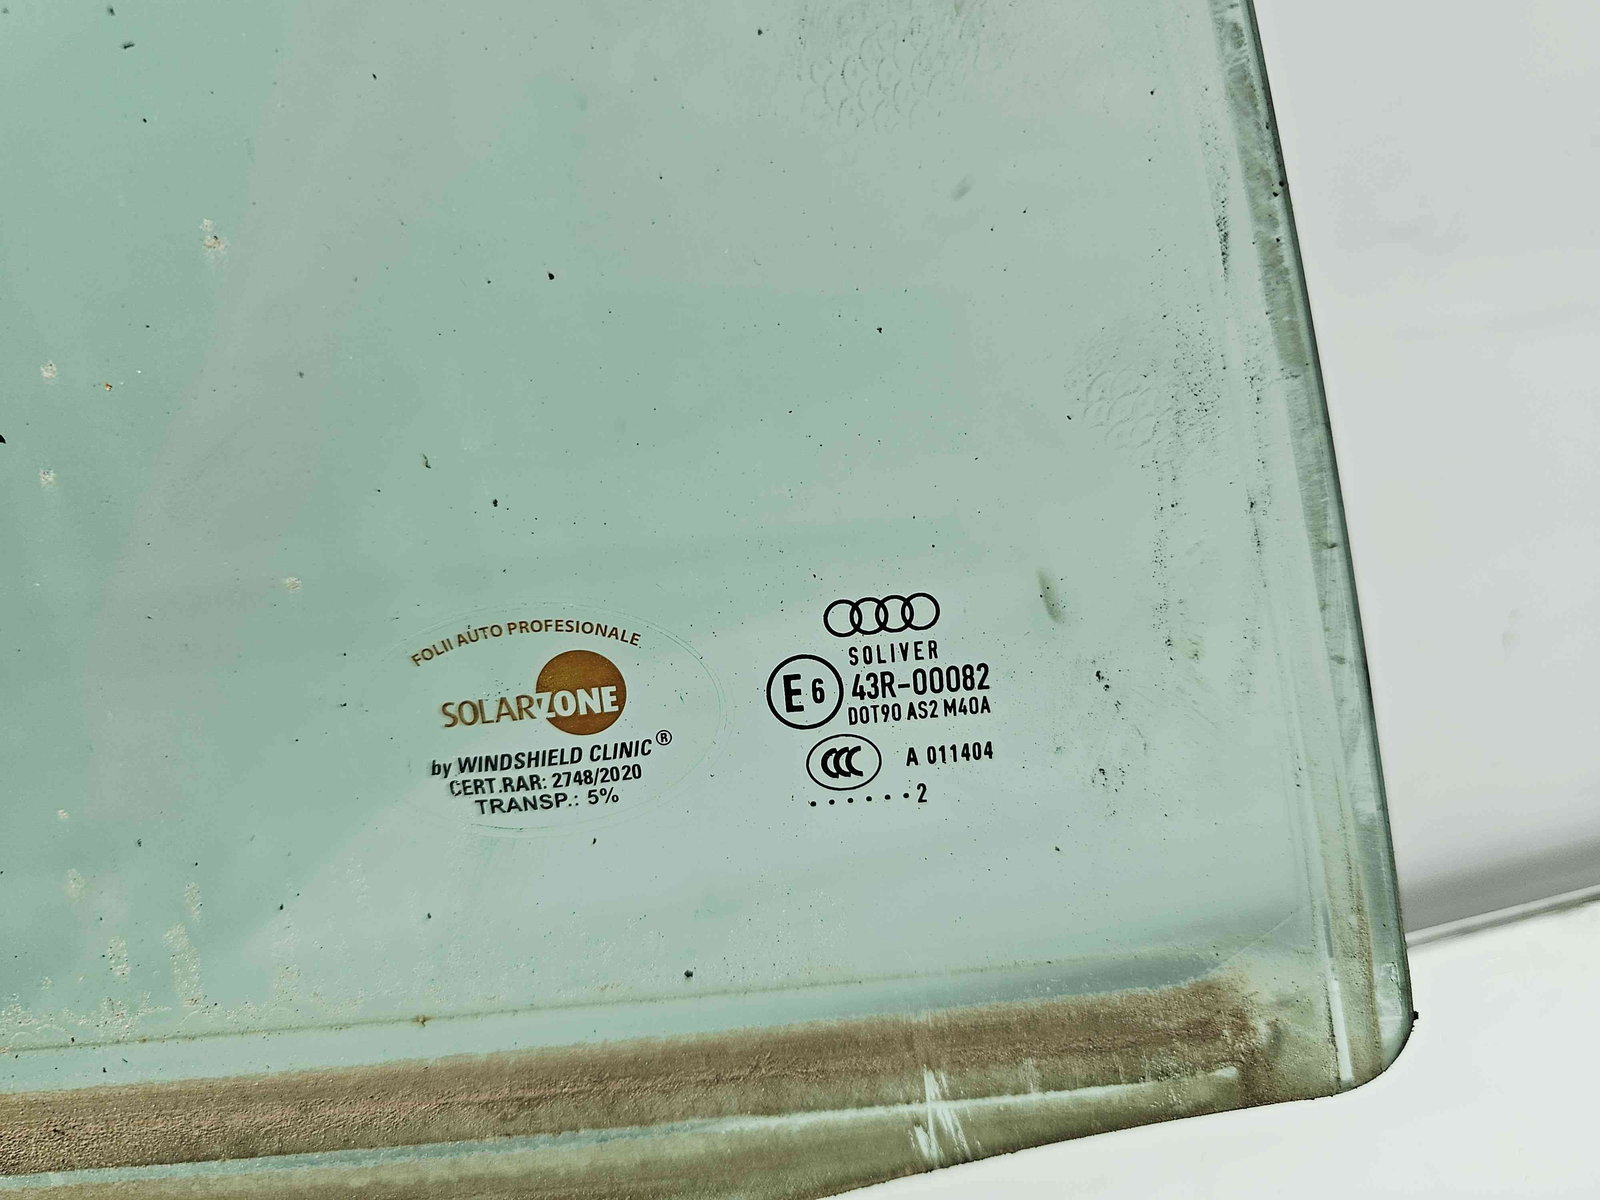 FOLII AUTO PROFESIONALE
SOLARZONE
by WINDSHIELD CLINIC®
CERT.RAR: 2748/2020
TRANSP.: 5%
SOLIVER
E6 43R-00082
DOT90 AS2 M40A
CCC A 011404
......2